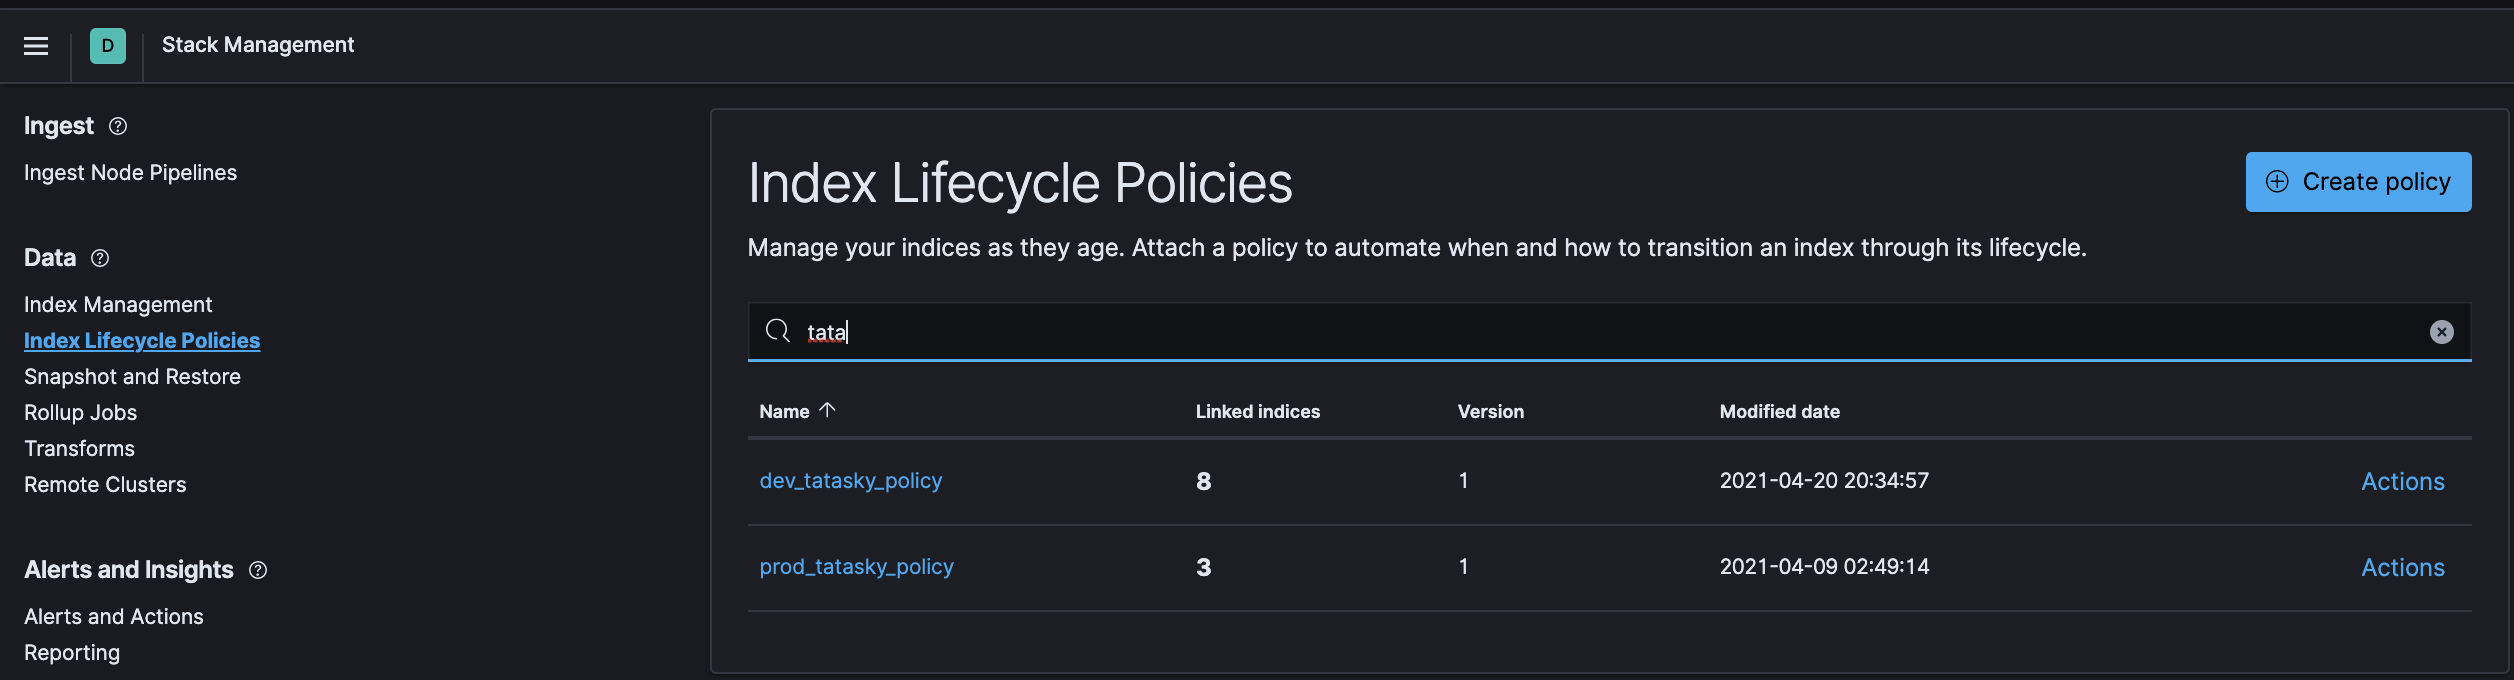 D
Stack Management
Ingest
Ingest Node Pipelines
Data
Index Management
Index Lifecycle Policies
Snapshot and Restore
Rollup Jobs
Transforms
Remote Clusters
Alerts and Insights
Alerts and Actions
Reporting
Index Lifecycle Policies
Create policy
Manage your indices as they age. Attach a policy to automate when and how to transition an index through its lifecycle.
tata
Name Linked indices Version Modified date
dev_tatasky_policy 8 1 2021-04-20 20:34:57 Actions
prod_tatasky_policy 3 1 2021-04-09 02:49:14 Actions